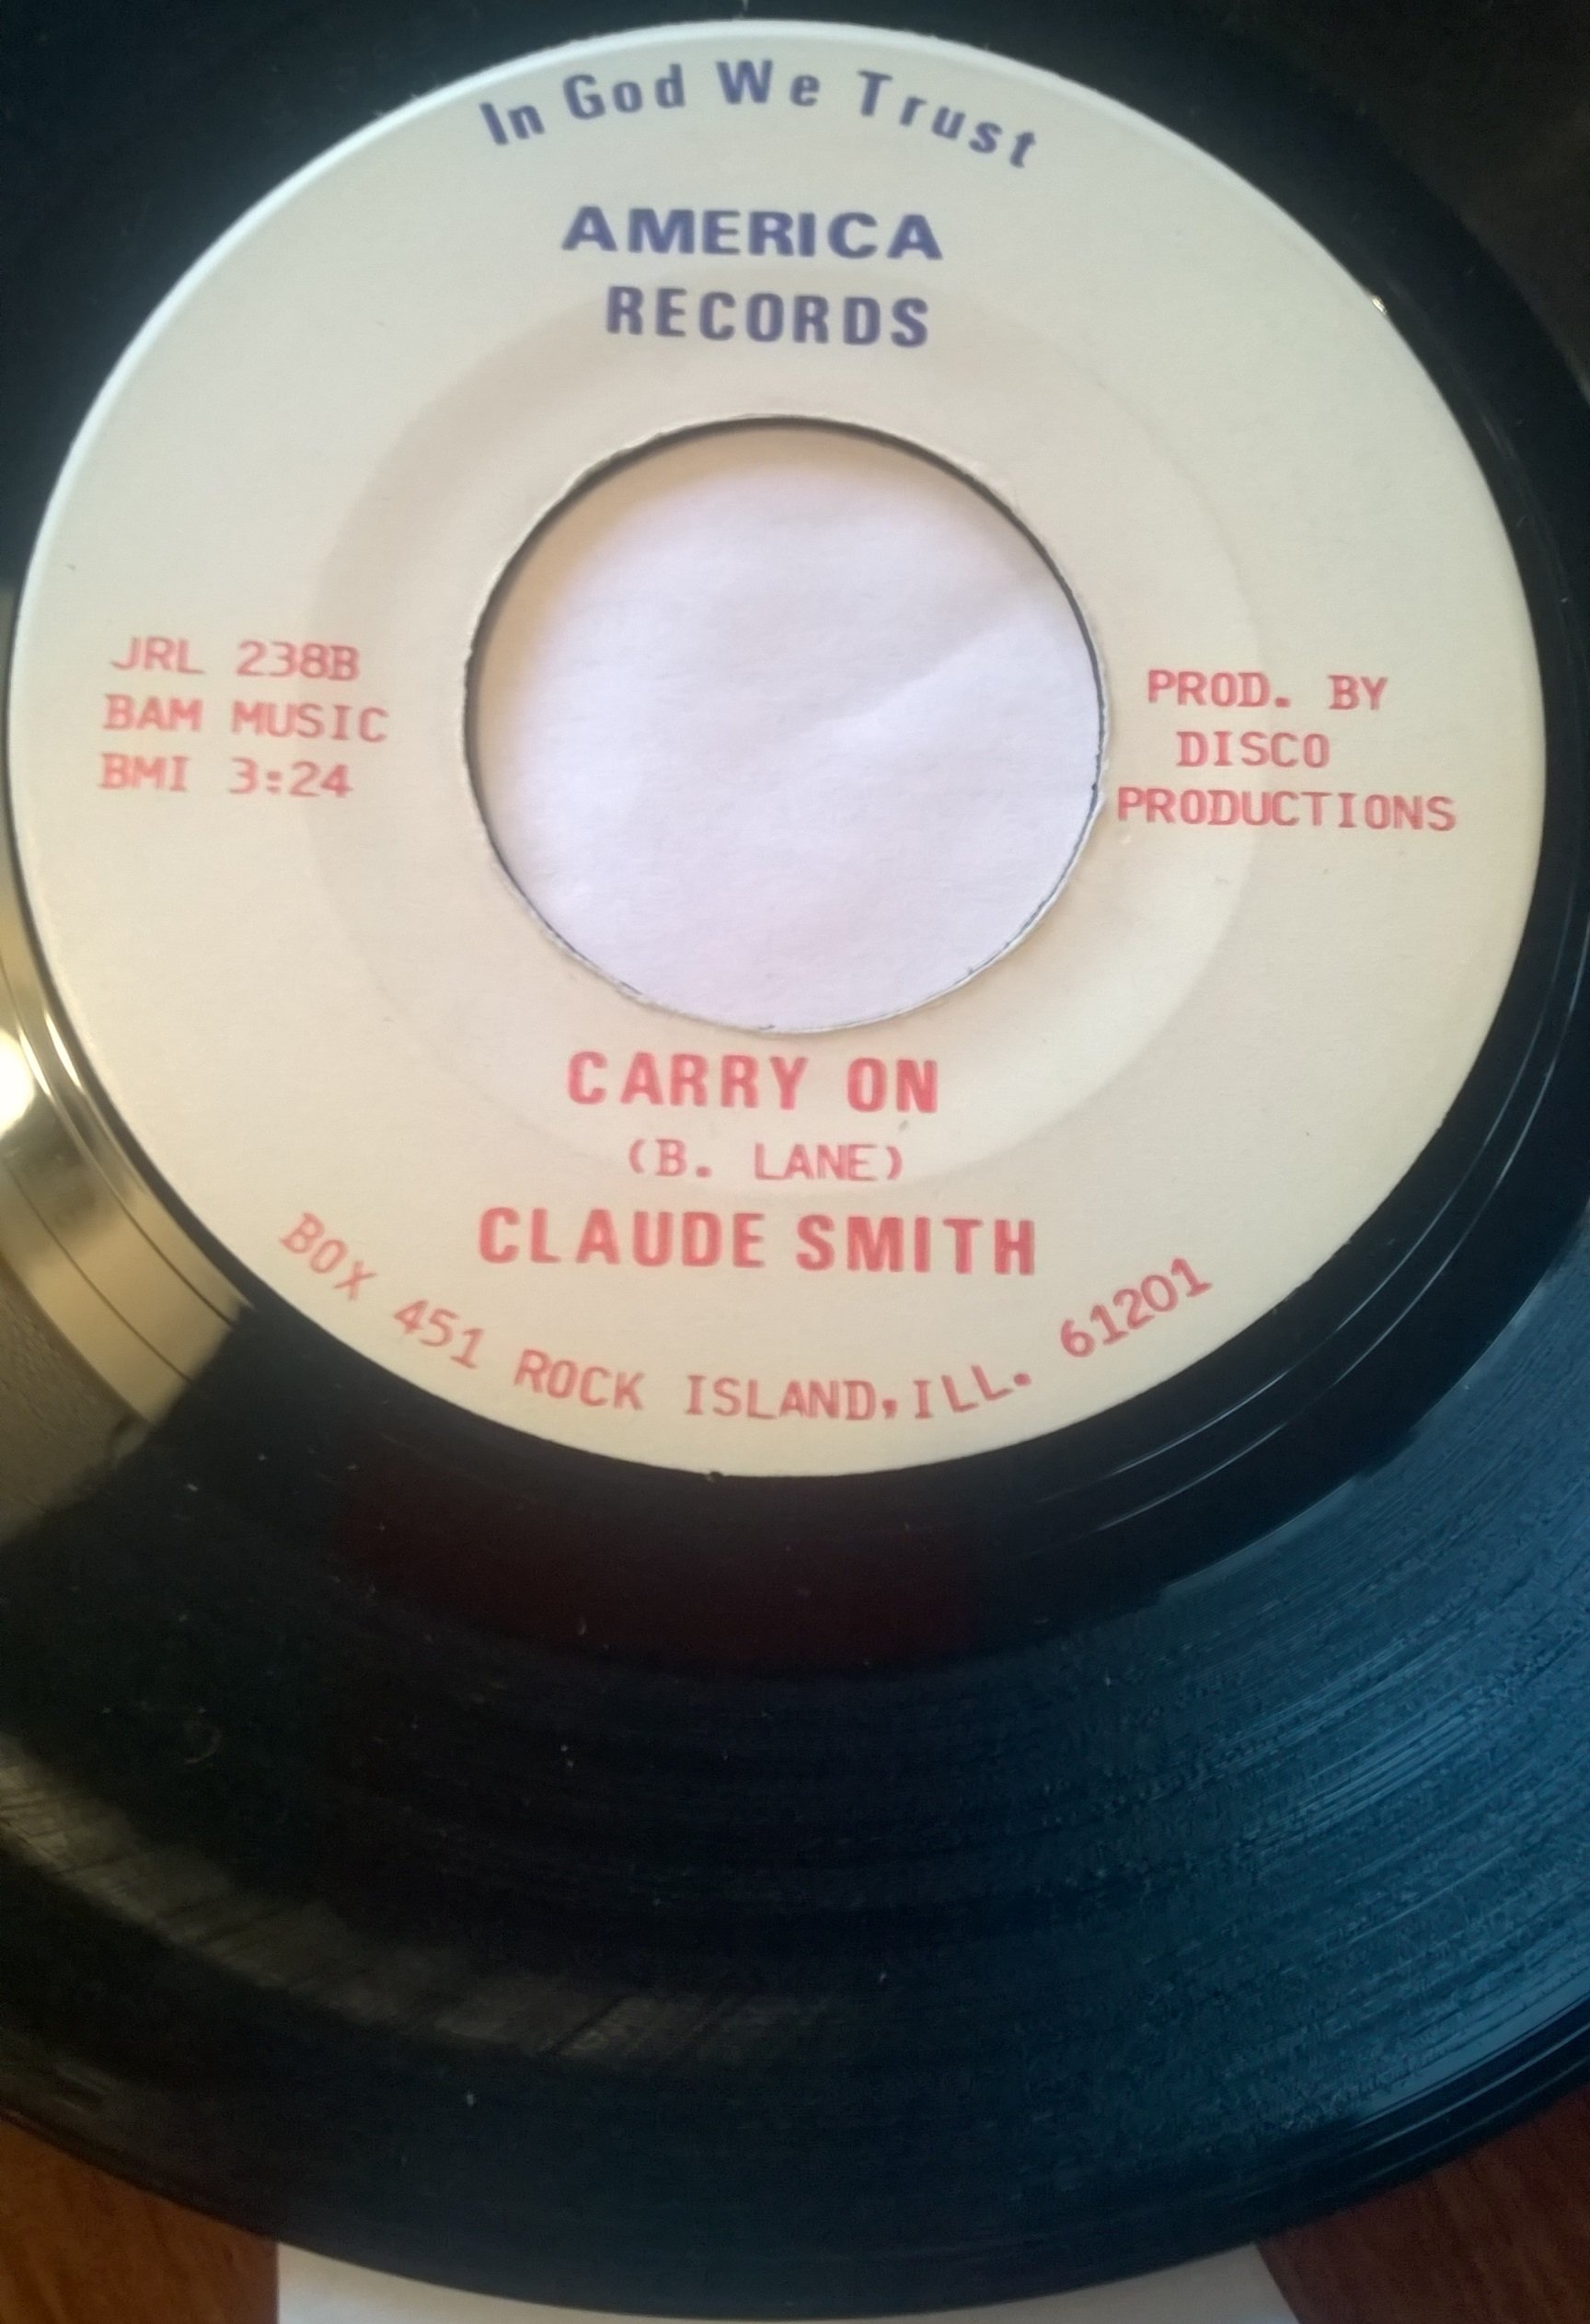 In God We Trust
AMERICA
RECORDS
JRL 238B
BAM MUSIC
BMI 3:24
PROD. BY
DISCO
PRODUCTIONS
CARRY ON
(B. LANE)
CLAUDE SMITH
BOX 451 ROCK ISLAND, ILL. 61201